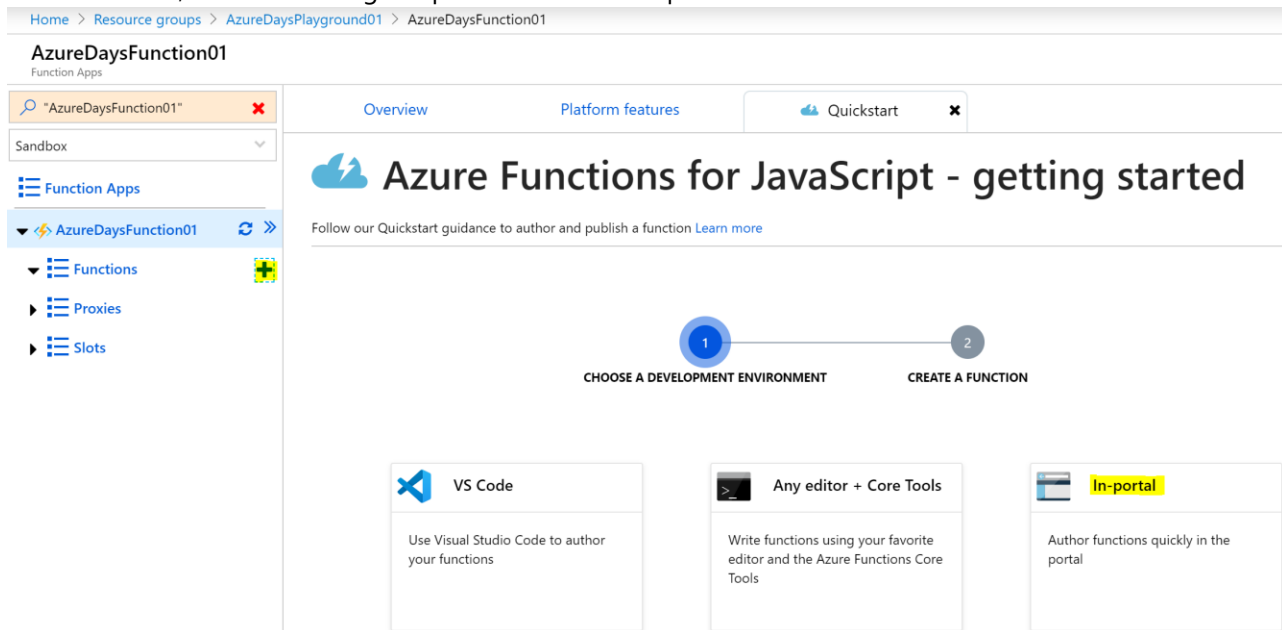 Home > Resource groups > AzureDaysPlayground01 > AzureDaysFunction01
AzureDaysFunction01
Function Apps
"AzureDaysFunction01"
Sandbox
Function Apps
AzureDaysFunction01
Functions
Proxies
Slots
Overview Platform features Quickstart
Azure Functions for JavaScript - getting started
Follow our Quickstart guidance to author and publish a function Learn more
1 2
CHOOSE A DEVELOPMENT ENVIRONMENT CREATE A FUNCTION
VS Code
Use Visual Studio Code to author
your functions
Any editor + Core Tools
Write functions using your favorite
editor and the Azure Functions Core
Tools
In-portal
Author functions quickly in the
portal